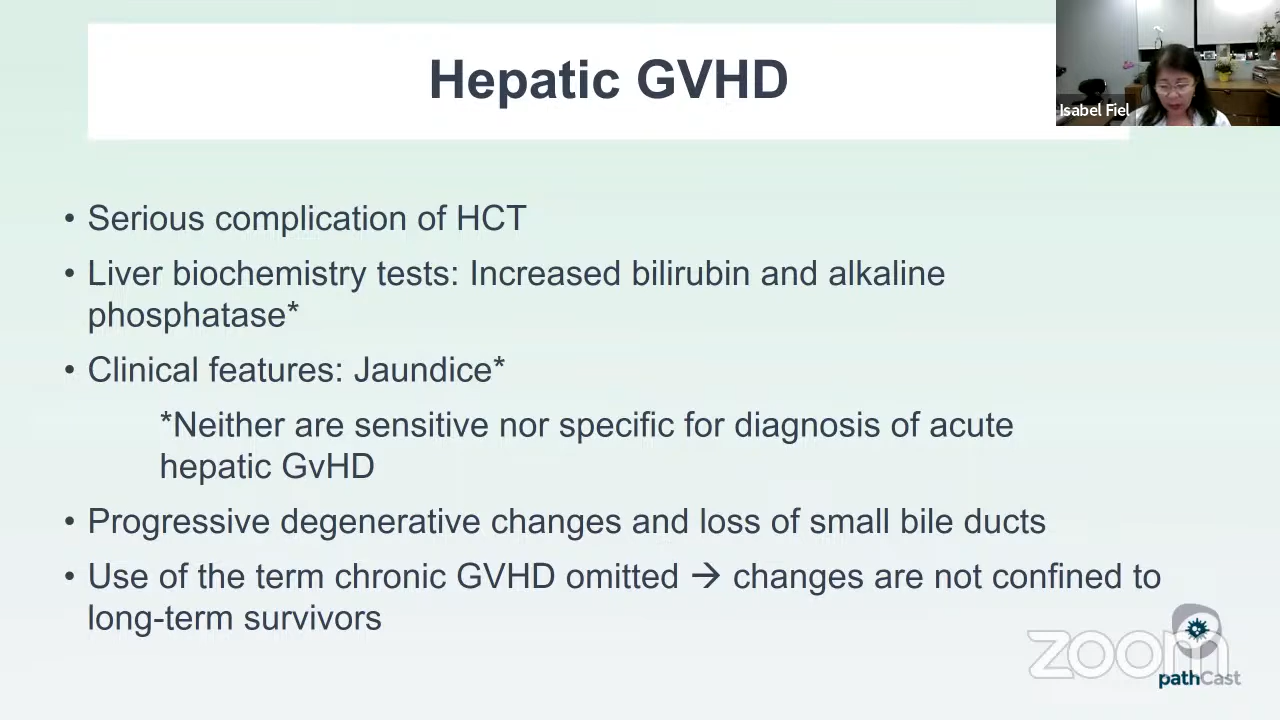 Hepatic GVHD
Isabel Fiel
• Serious complication of HCT
• Liver biochemistry tests: Increased bilirubin and alkaline
phosphatase*
• Clinical features: Jaundice*
*Neither are sensitive nor specific for diagnosis of acute
hepatic GvHD
• Progressive degenerative changes and loss of small bile ducts
• Use of the term chronic GVHD omitted → changes are not confined to
long-term survivors
zoom
pathCast